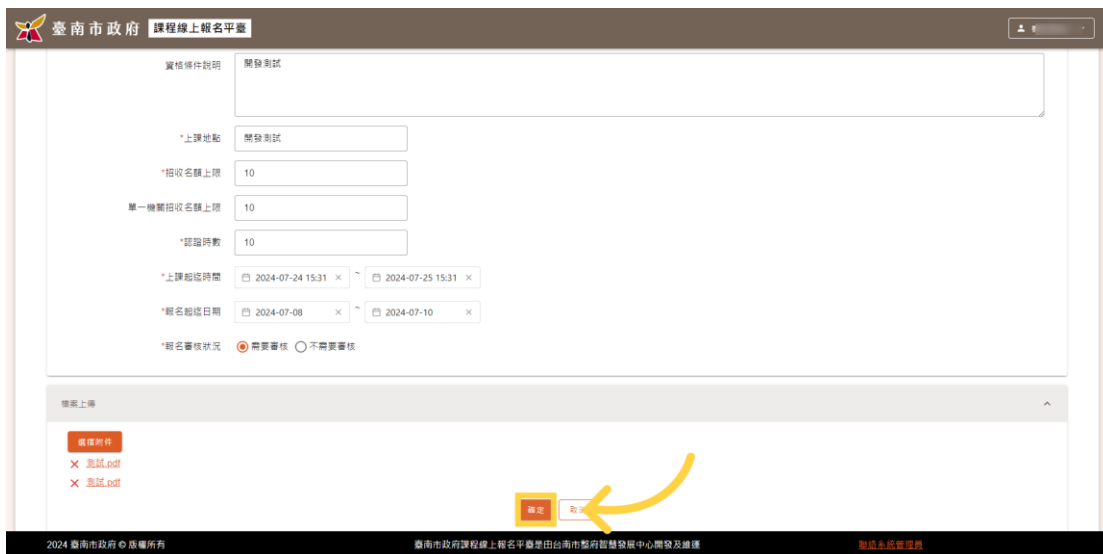 臺南市政府 課程線上報名平臺
資格條件說明 開發測試
*上課地點 開發測試
*招收名額上限 10
單一機關招收名額上限 10
*認證時數 10
*上課起迄時間 2024-07-24 15:31 × ~ 2024-07-25 15:31 ×
*報名起迄日期 2024-07-08 × ~ 2024-07-10 ×
*報名審核狀況 需要審核 不需要審核
檔案上傳
選擇附件
× 測試.pdf
× 測試.pdf
確定 取
2024 臺南市政府 © 版權所有 臺南市政府課程線上報名平臺是由台南市政府智慧發展中心開發及維運 聯絡系統管理員